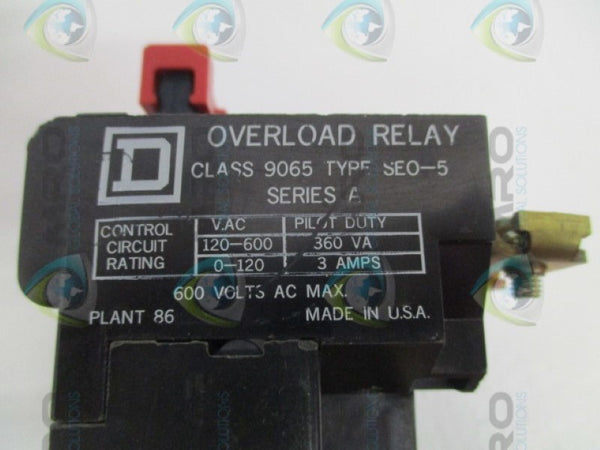 D
OVERLOAD RELAY
CLASS 9065 TYPE SEO-5
SERIES A
CONTROL CIRCUIT RATING
V.AC PILOT DUTY
120-600 360 VA
0-120 3 AMPS
600 VOLTS AC MAX.
PLANT 86 MADE IN U.S.A.